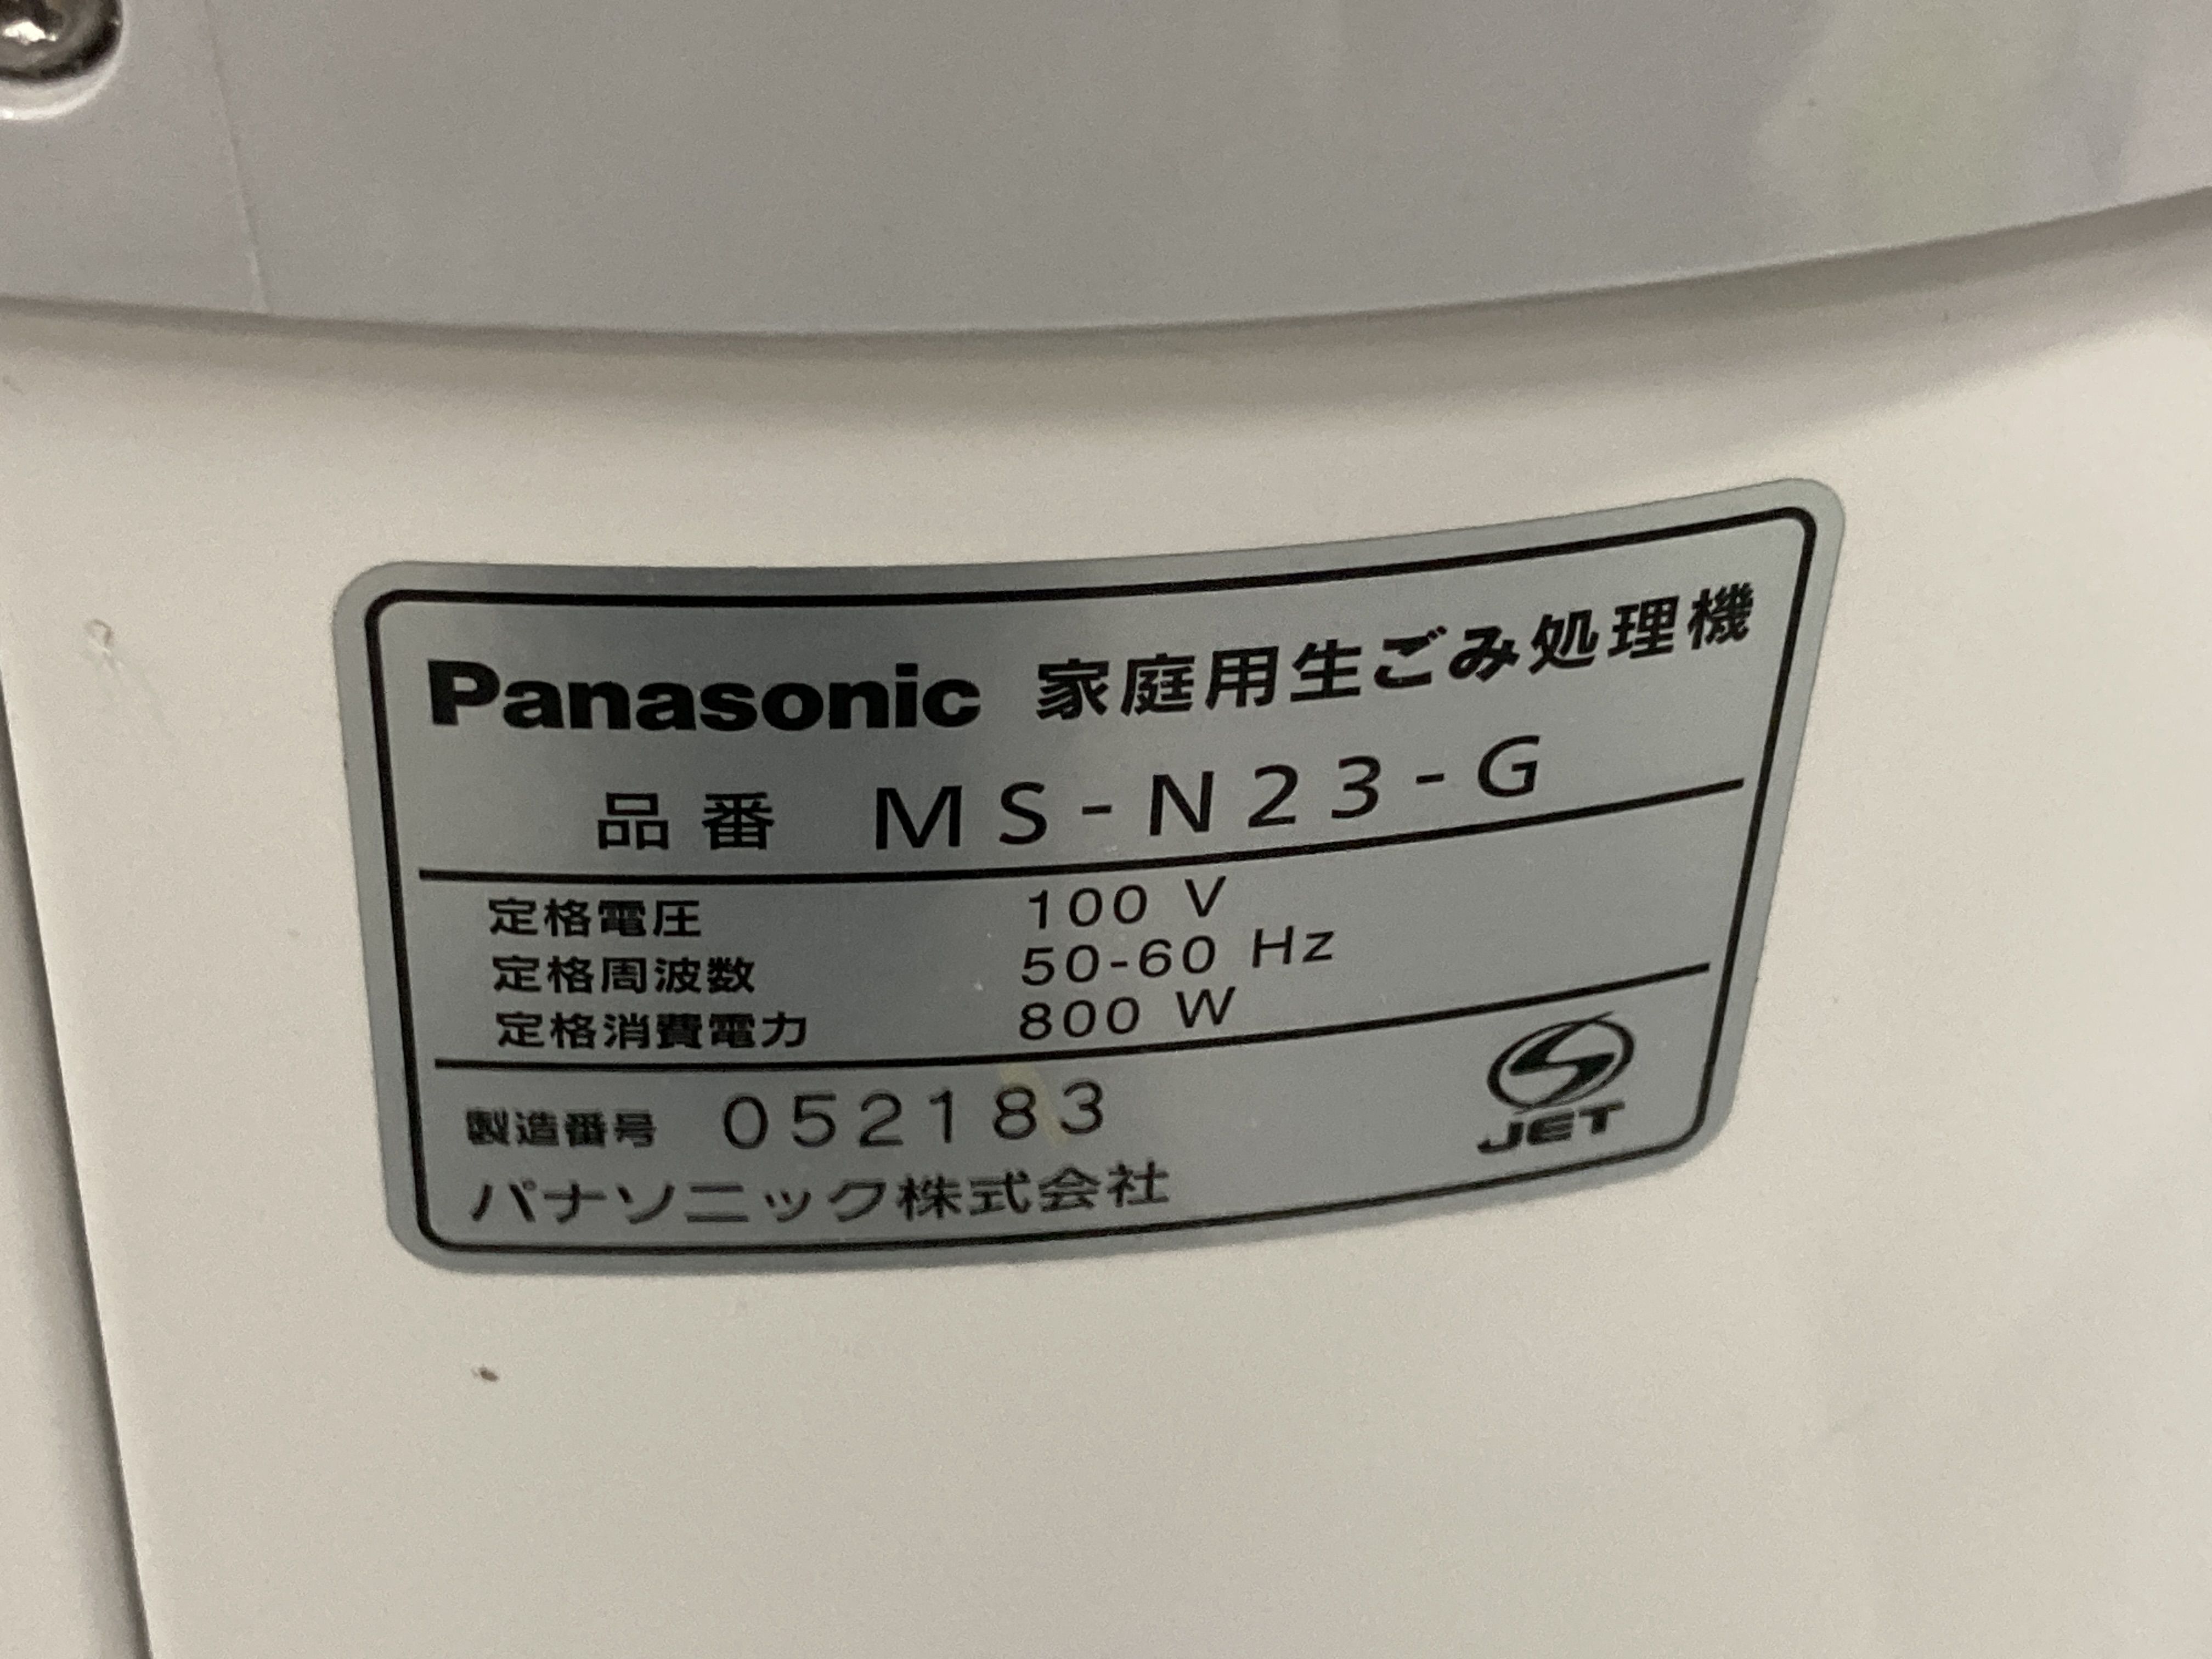 Panasonic 家庭用生ごみ処理機
品番 MS-N23-G
定格電圧 100 V
定格周波数 50-60 Hz
定格消費電力 800 W
製造番号 052183
パナソニック株式会社
JET